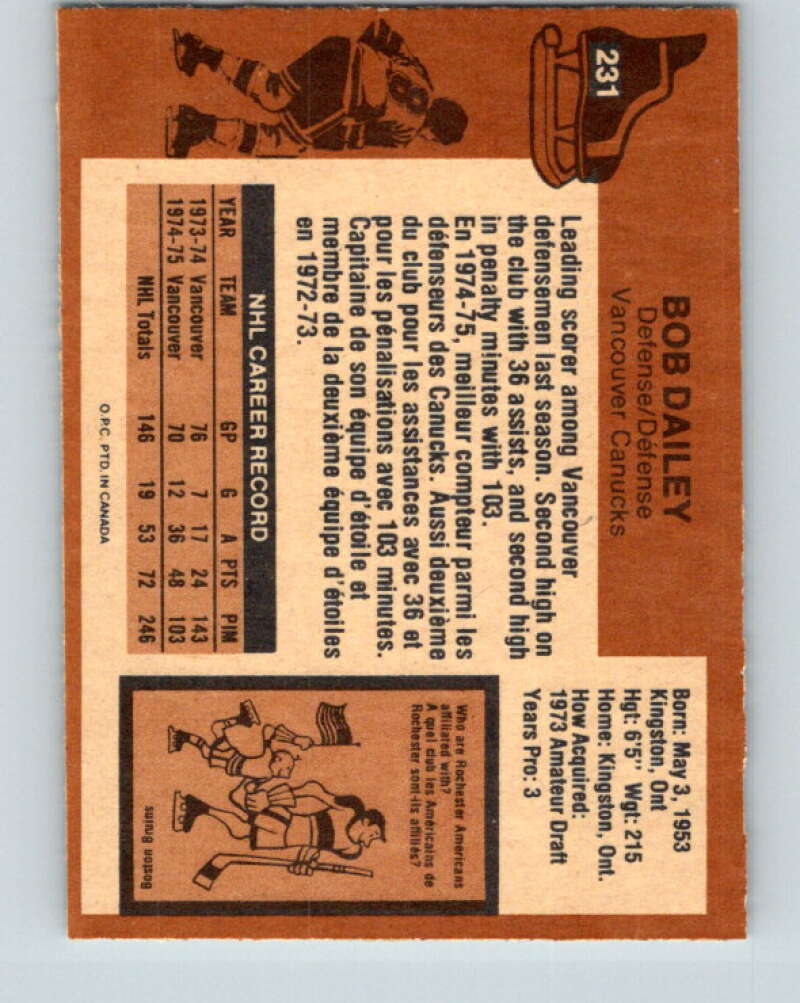 231
8
BOB DAILEY
Defense/Défense
Vancouver Canucks
Born: May 3, 1953
Kingston, Ont
Hgt: 6'5" Wgt: 215
Home: Kingston, Ont.
How Acquired:
1973 Amateur Draft
Years Pro: 3
Leading scorer among Vancouver
defensemen last season. Second high on
the club with 36 assists, and second high
in penalty minutes with 103.
En 1974-75, meilleur compteur parmi les
défenseurs des Canucks. Aussi deuxième
du club pour les assistances avec 36 et
pour les pénalisations avec 103 minutes.
Capitaine de son équipe d'étoile et
membre de la deuxième équipe d'étoiles
en 1972-73.
NHL CAREER RECORD
YEAR TEAM GP G A PTS PIM
1973-74 Vancouver 76 7 17 24 143
1974-75 Vancouver 70 12 36 48 103
NHL Totals 146 19 53 72 246
O.P.C. PTD. IN CANADA
Who are Rochester Americans
affiliated with?
A quel club les Américains de
Rochester sont-ils affiliés?
Boston Bruins